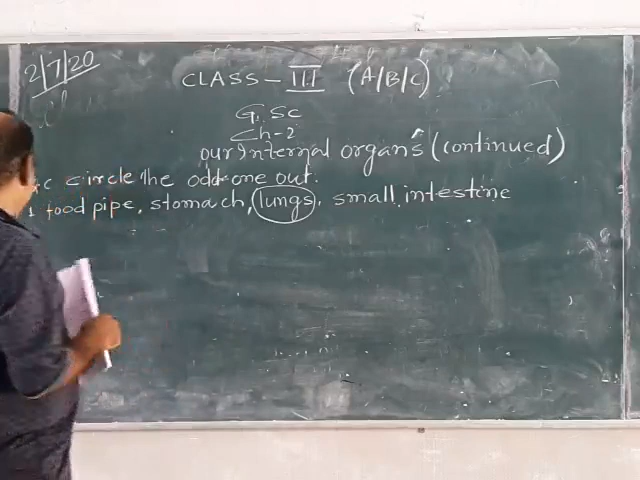 2/7/20
CLASS - III (A/B/C)
G. Sc
Ch-2
our Internal organs (continued)
c circle the odd one out.
1 food pipe, stomach, lungs, small intestine